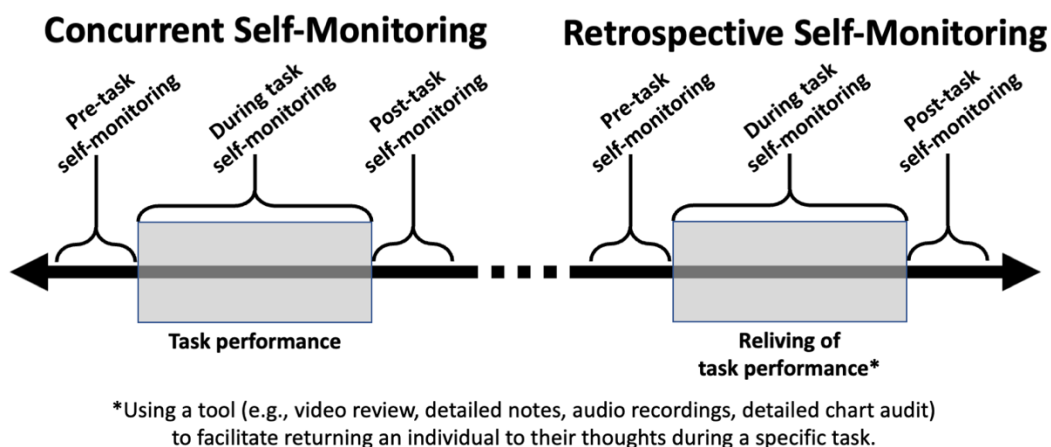 Concurrent Self-Monitoring
Pre-task
self-monitoring
During task
self-monitoring
Post-task
self-monitoring
Task performance
Retrospective Self-Monitoring
Pre-task
self-monitoring
During task
self-monitoring
Post-task
self-monitoring
Reliving of
task performance*
*Using a tool (e.g., video review, detailed notes, audio recordings, detailed chart audit)
to facilitate returning an individual to their thoughts during a specific task.